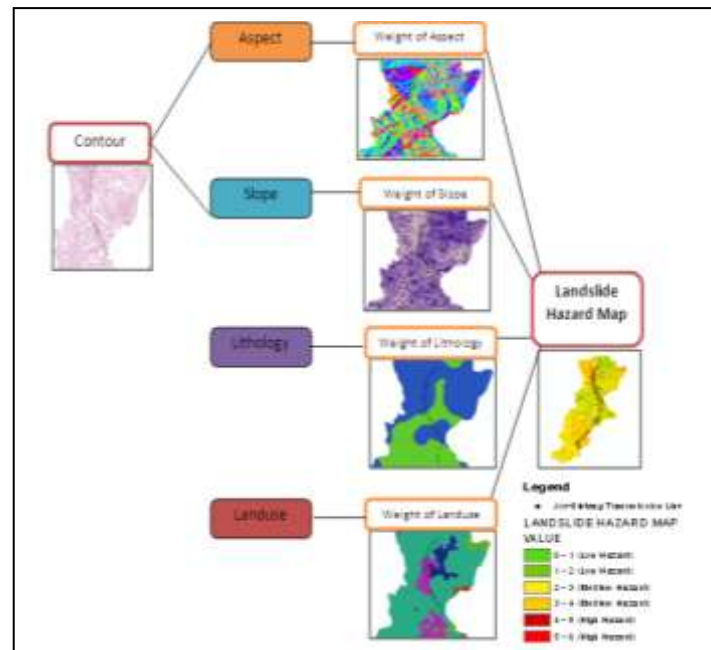 Aspect
Weight of Aspect
Contour
Slope
Weight of Slope
Landslide
Hazard Map
Lithology
Weight of Lithology
Landuse
Weight of Landuse
Legend
Transmission Line
LANDSLIDE HAZARD MAP
VALUE
0 - 1 (Low Hazard)
1 - 2 (Low Hazard)
2 - 3 (Medium Hazard)
3 - 4 (Medium Hazard)
4 - 5 (High Hazard)
5 - 6 (High Hazard)